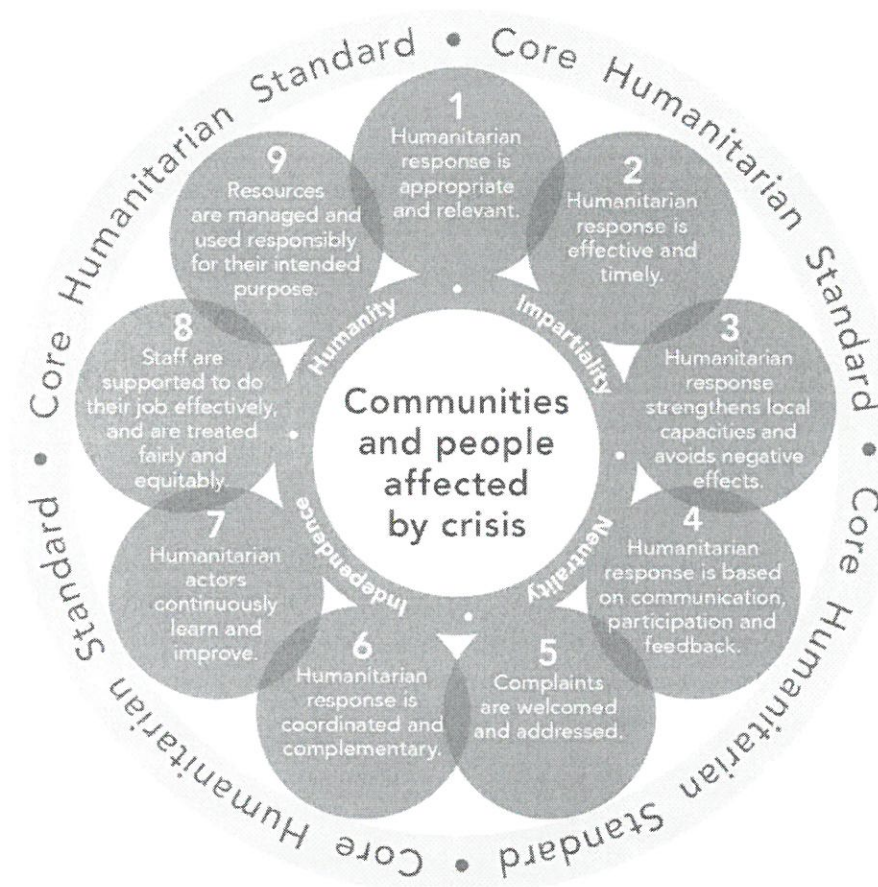 Core Humanitarian Standard • Core Humanitarian Standard • Core Humanitarian Standard • Core Humanitarian Standard •
1
Humanitarian
response is
appropriate
and relevant.
2
Humanitarian
response is
effective and
timely.
3
Humanitarian
response
strengthens local
capacities and
avoids negative
effects.
4
Humanitarian
response is based
on communication,
participation and
feedback.
5
Complaints
are welcomed
and addressed.
6
Humanitarian
response is
coordinated and
complementary.
7
Humanitarian
actors
continuously
learn and
improve.
8
Staff are
supported to do
their job effectively,
and are treated
fairly and
equitably.
9
Resources
are managed and
used responsibly
for their intended
purpose.
Humanity • Impartiality • Neutrality • Independence •
Communities
and people
affected
by crisis